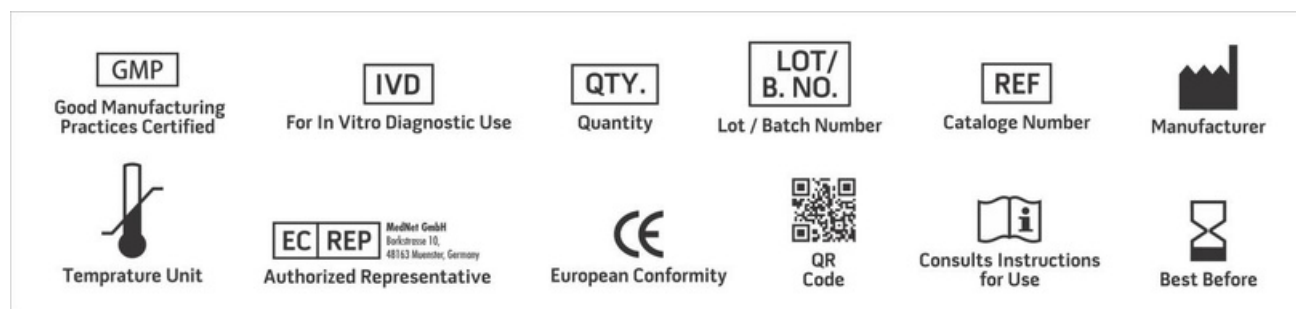 GMP
Good Manufacturing
Practices Certified
IVD
For In Vitro Diagnostic Use
QTY.
Quantity
LOT/
B. NO.
Lot / Batch Number
REF
Cataloge Number
Manufacturer
Temprature Unit
EC REP
MedNet GmbH
Borkstrasse 10,
48163 Muenster, Germany
Authorized Representative
CE
European Conformity
QR
Code
i
Consults Instructions
for Use
Best Before